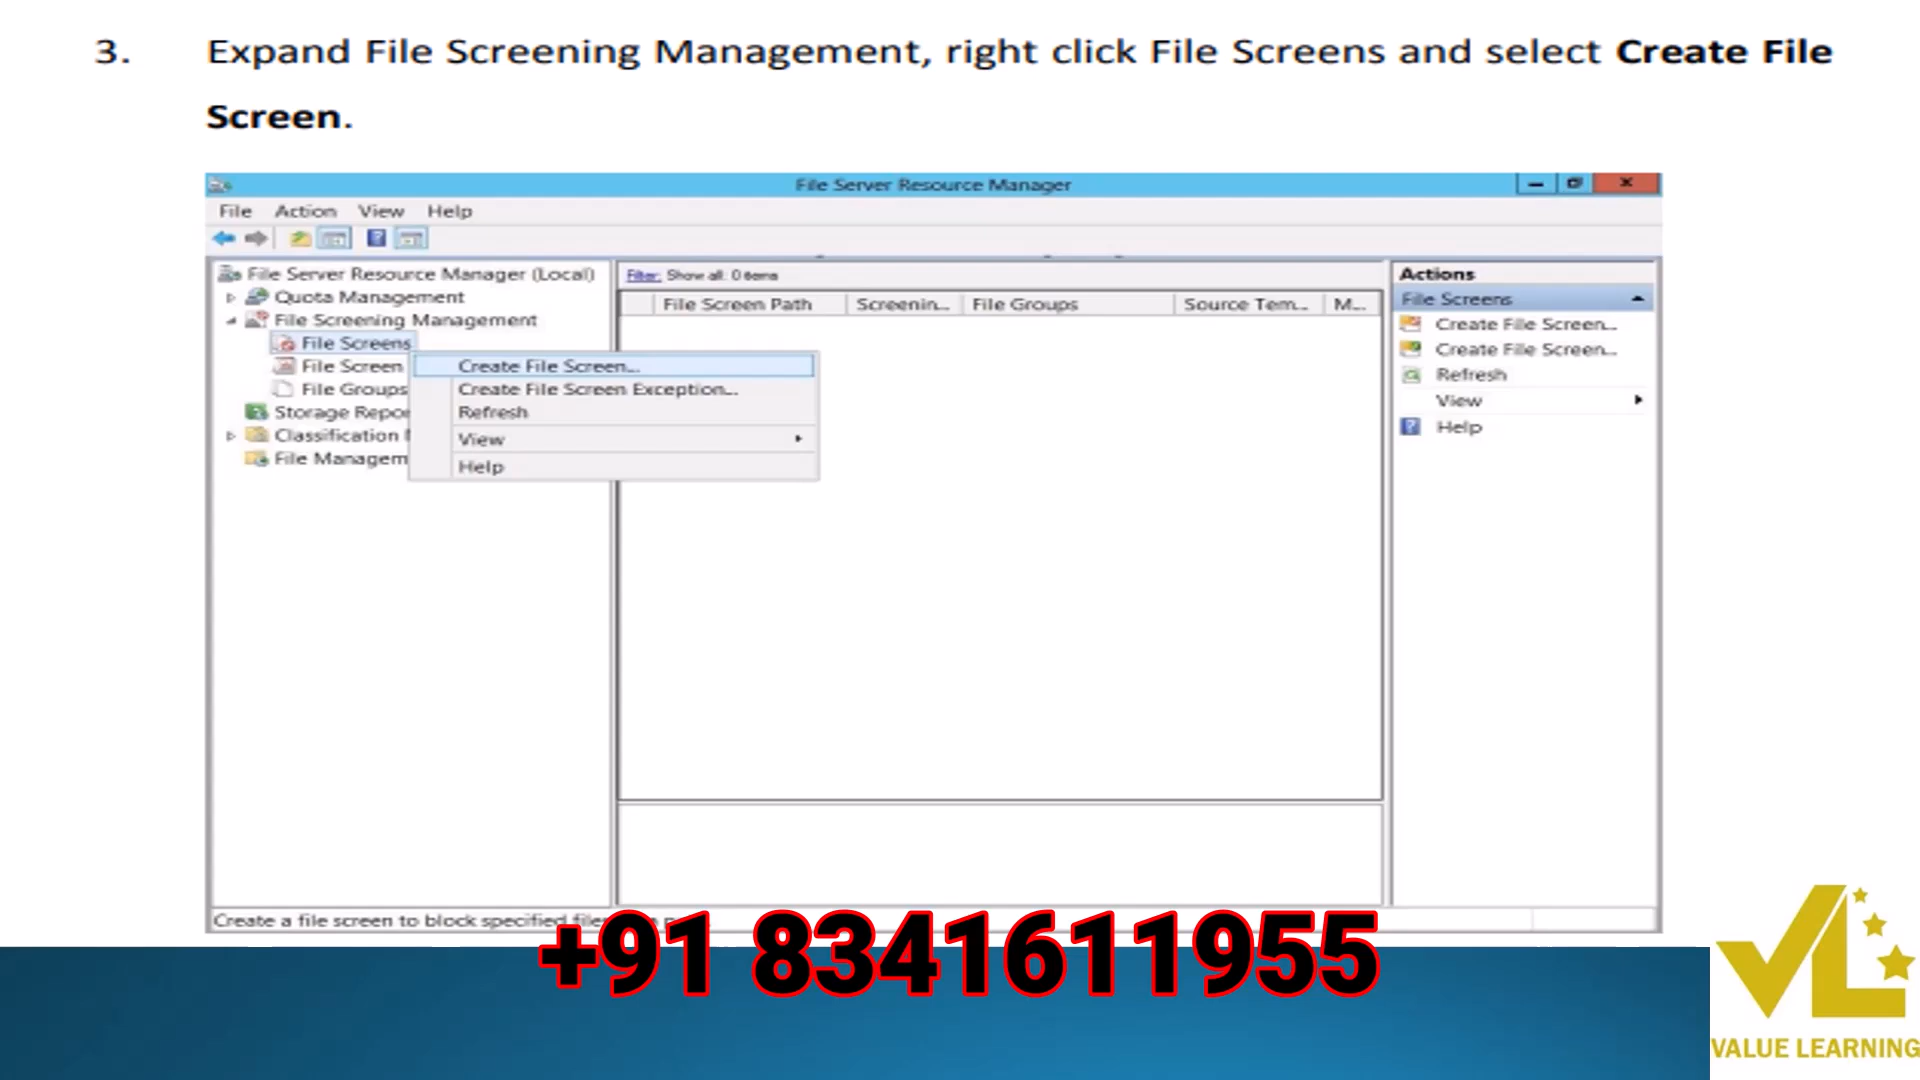 3. Expand File Screening Management, right click File Screens and select Create File
Screen.
File Server Resource Manager
File Action View Help
File Server Resource Manager (Local)
Quota Management
File Screening Management
File Screens
File Screen
File Groups
Storage Repor
Classification
File Managem
Create File Screen...
Create File Screen Exception...
Refresh
View
Help
Filter: Show all: 0 items
File Screen Path Screenin... File Groups Source Tem... M...
Actions
File Screens
Create File Screen...
Create File Screen...
Refresh
View
Help
Create a file screen to block specified file
+91 8341611955
VL
VALUE LEARNING